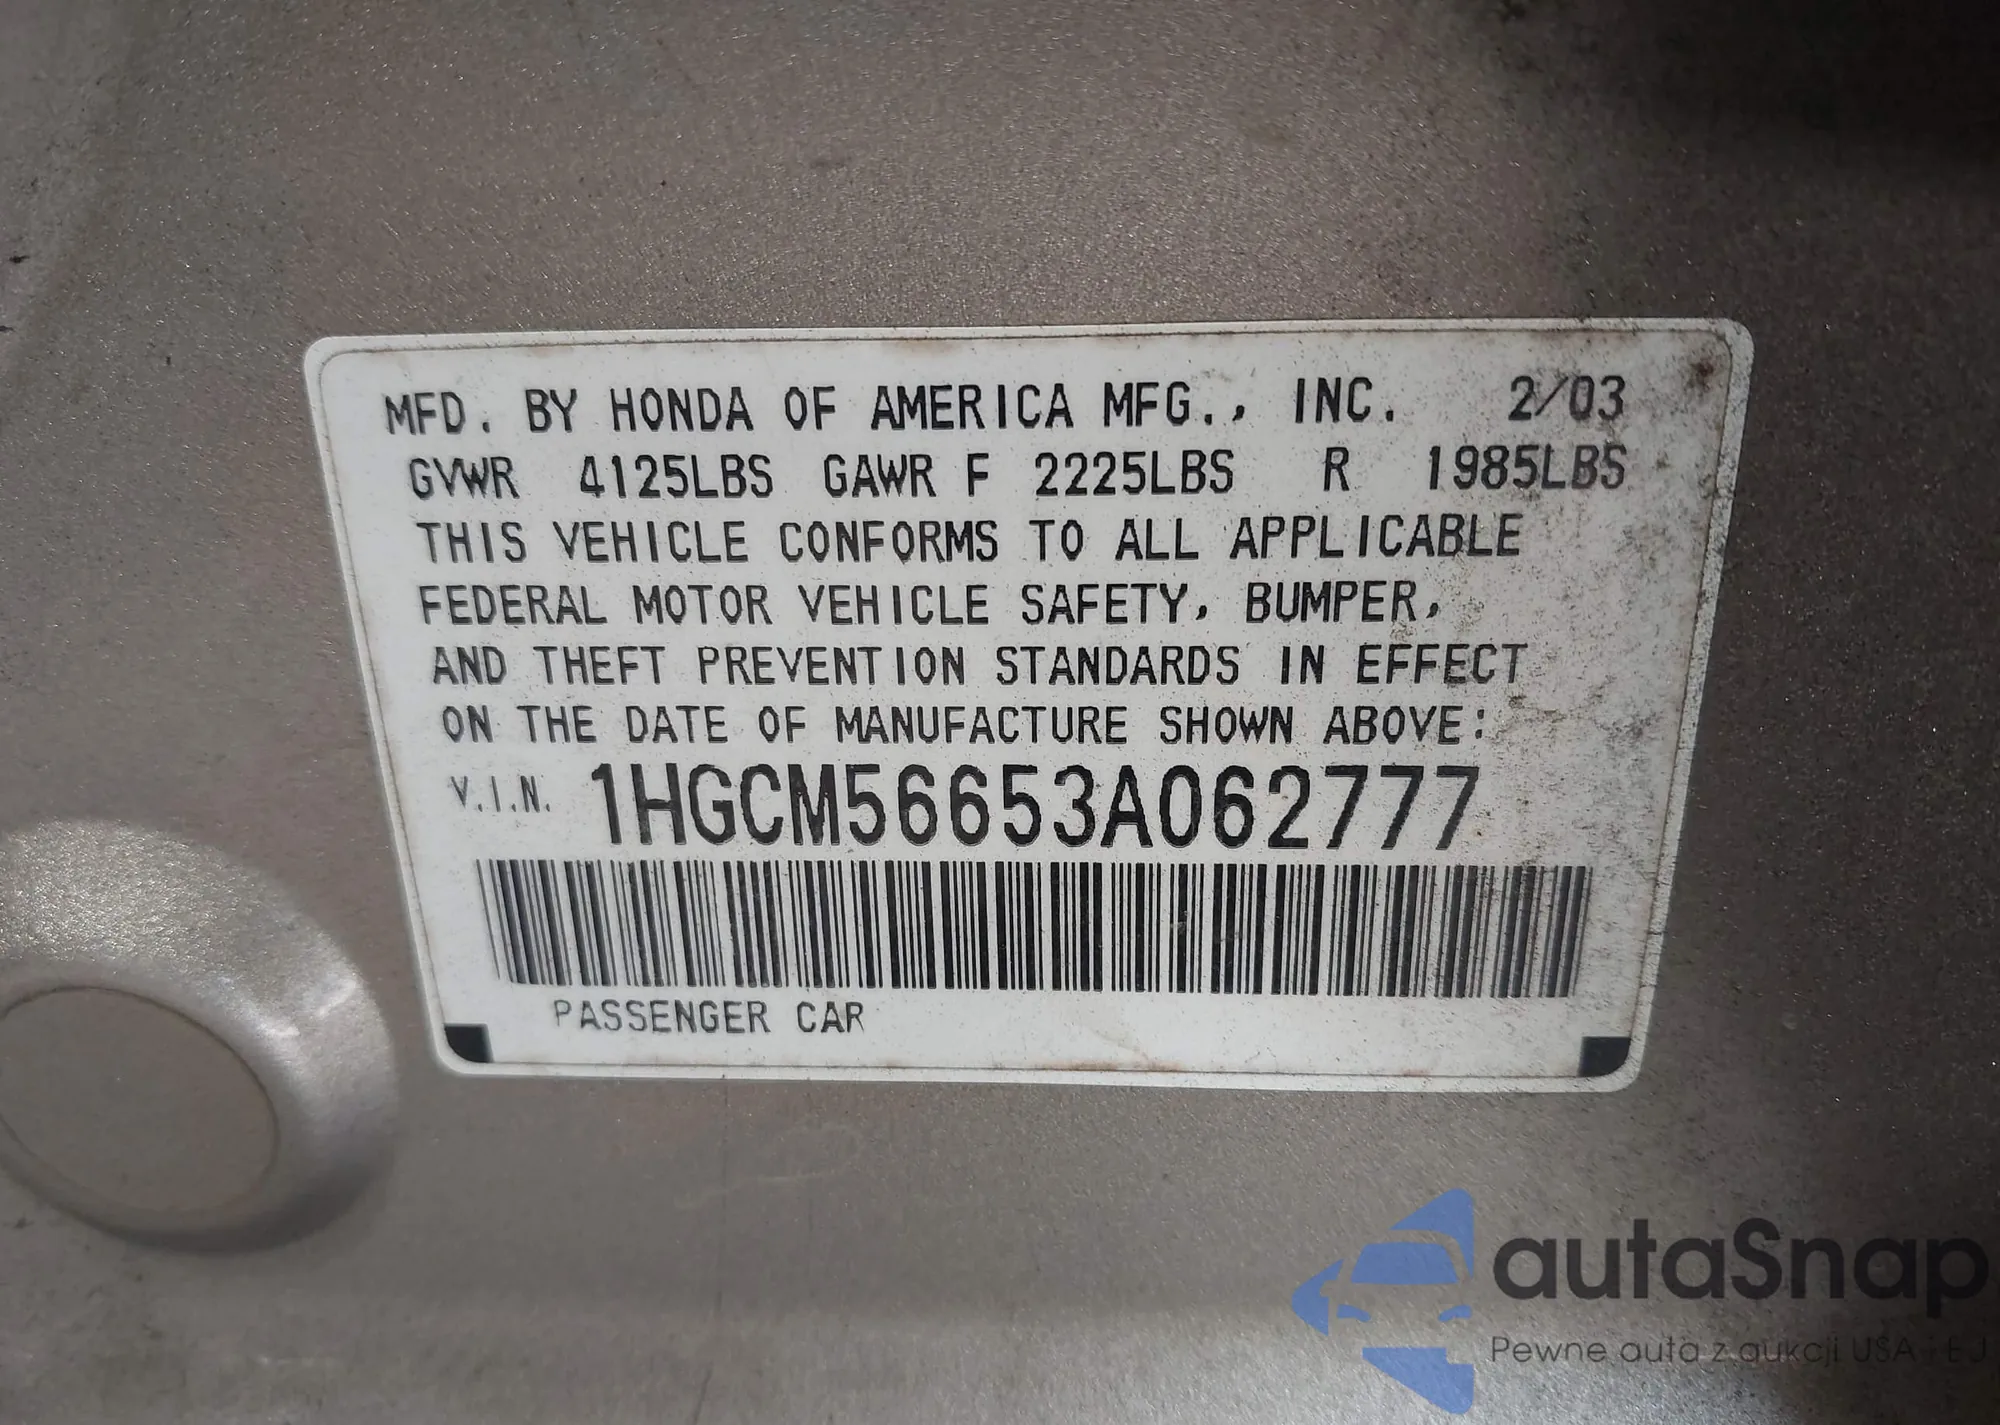 MFD. BY HONDA OF AMERICA MFG., INC. 2/03
GVWR 4125LBS GAWR F 2225LBS R 1985LBS
THIS VEHICLE CONFORMS TO ALL APPLICABLE
FEDERAL MOTOR VEHICLE SAFETY, BUMPER,
AND THEFT PREVENTION STANDARDS IN EFFECT
ON THE DATE OF MANUFACTURE SHOWN ABOVE:
V.I.N. 1HGCM56653A062777
PASSENGER CAR
autaSnap
Pewne auta z aukcji USA i EJ